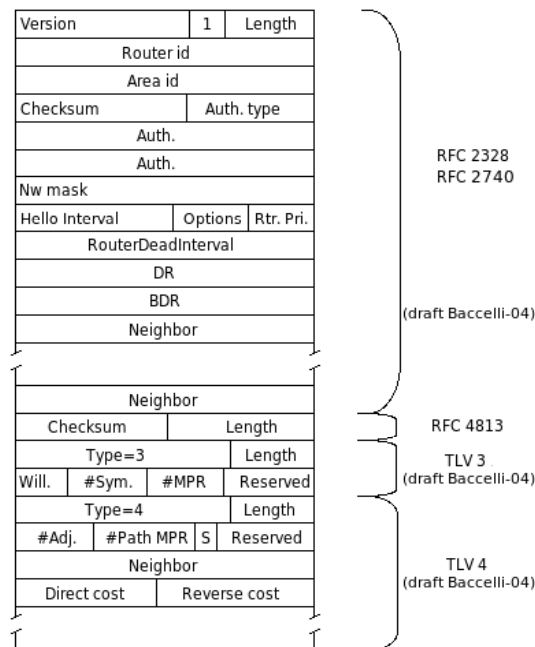 Version 1 Length
Router id
Area id
Checksum Auth. type
Auth.
Auth.
Nw mask
Hello Interval Options Rtr. Pri.
RouterDeadInterval
DR
BDR
Neighbor
Neighbor
Checksum Length
Type=3 Length
Will. #Sym. #MPR Reserved
Type=4 Length
#Adj. #Path MPR S Reserved
Neighbor
Direct cost Reverse cost
RFC 2328
RFC 2740
(draft Baccelli-04)
RFC 4813
TLV 3
(draft Baccelli-04)
TLV 4
(draft Baccelli-04)